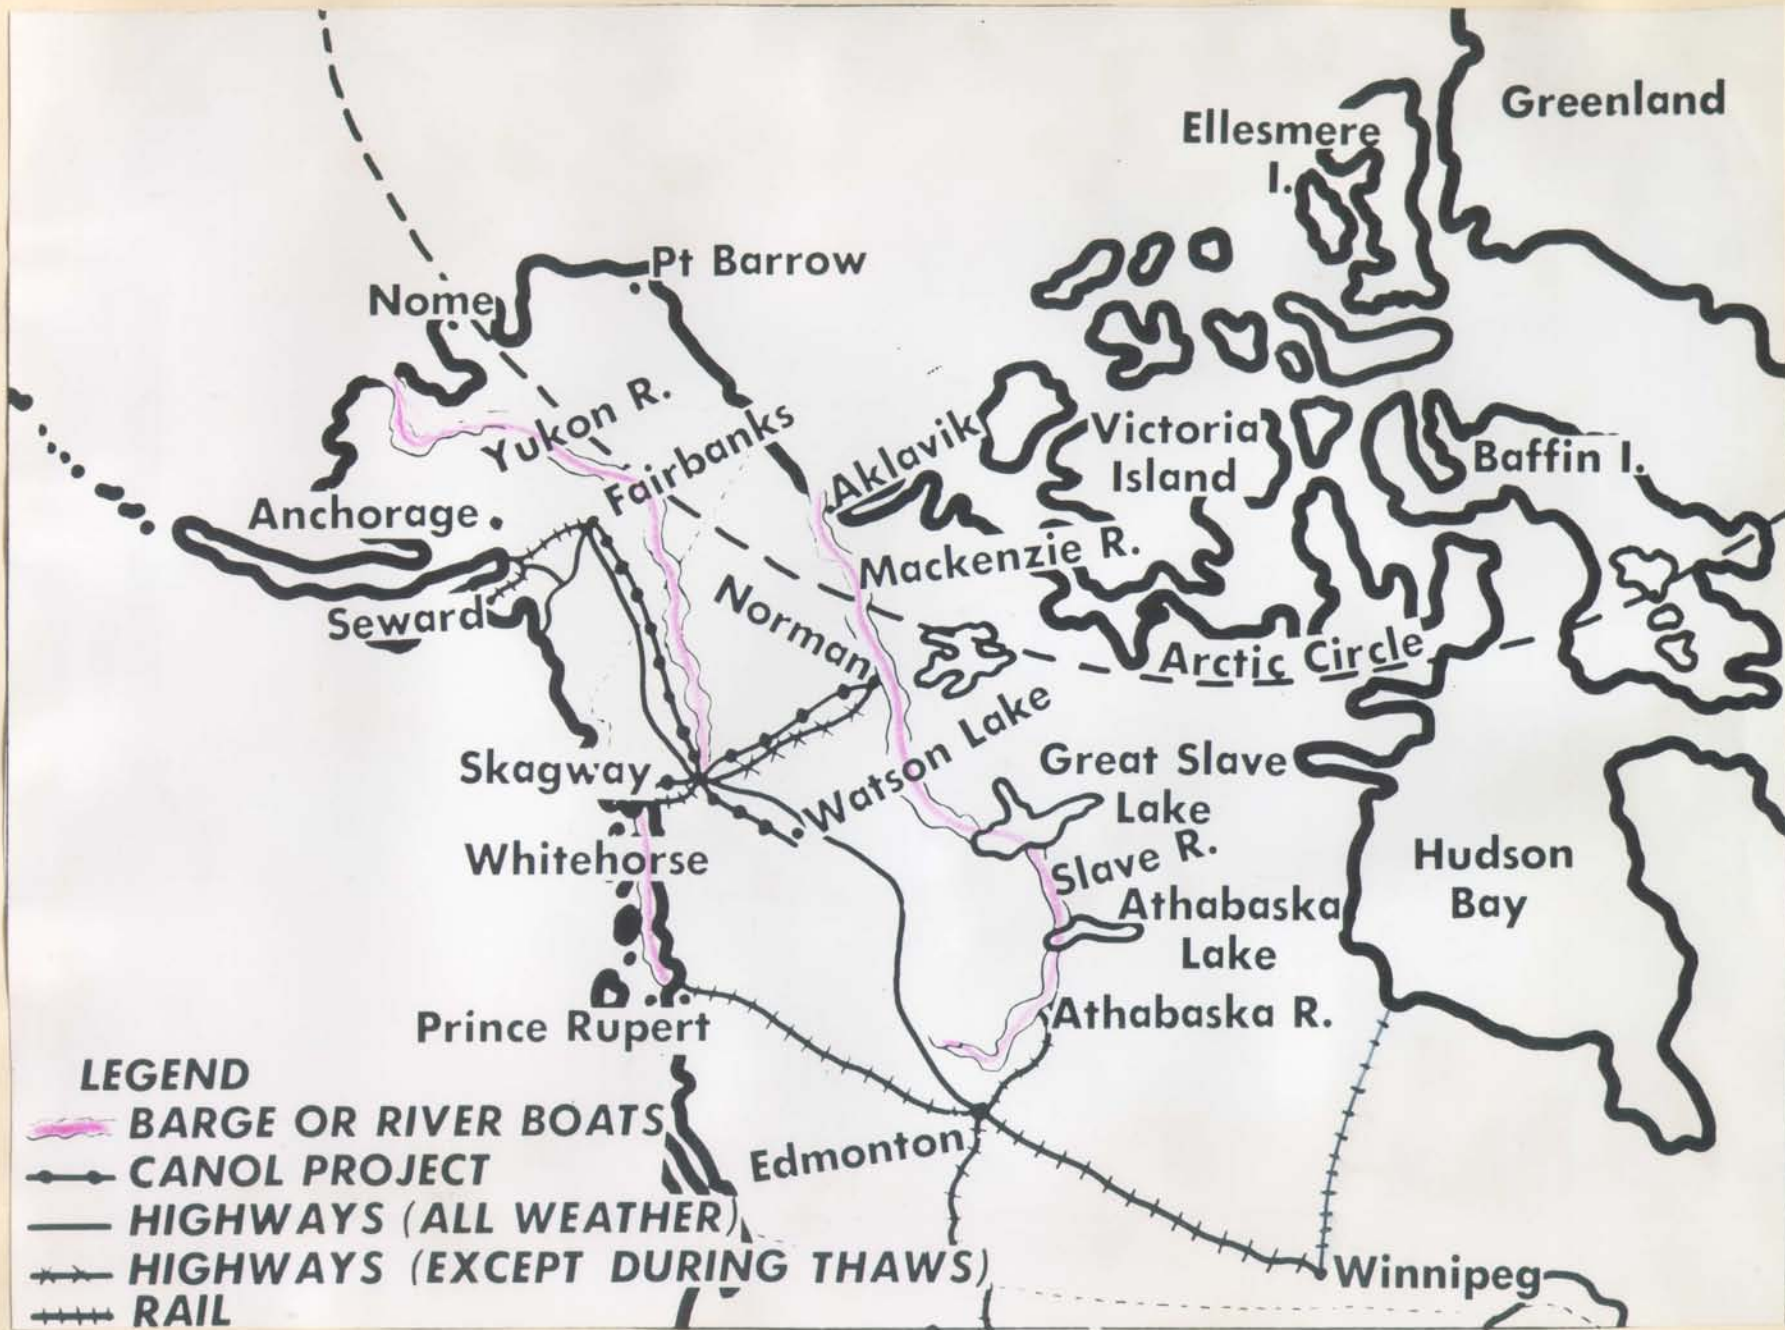 Greenland
Ellesmere
I.
Pt Barrow
Nome
Yukon R.
Fairbanks
Aklavik
Victoria
Island
Baffin I.
Anchorage
Mackenzie R.
Seward
Norman
Arctic Circle
Watson Lake
Skagway
Great Slave
Lake
Whitehorse
Slave R.
Hudson
Bay
Athabaska
Lake
Prince Rupert
Athabaska R.
Edmonton
Winnipeg
LEGEND
BARGE OR RIVER BOATS
CANOL PROJECT
HIGHWAYS (ALL WEATHER)
HIGHWAYS (EXCEPT DURING THAWS)
RAIL